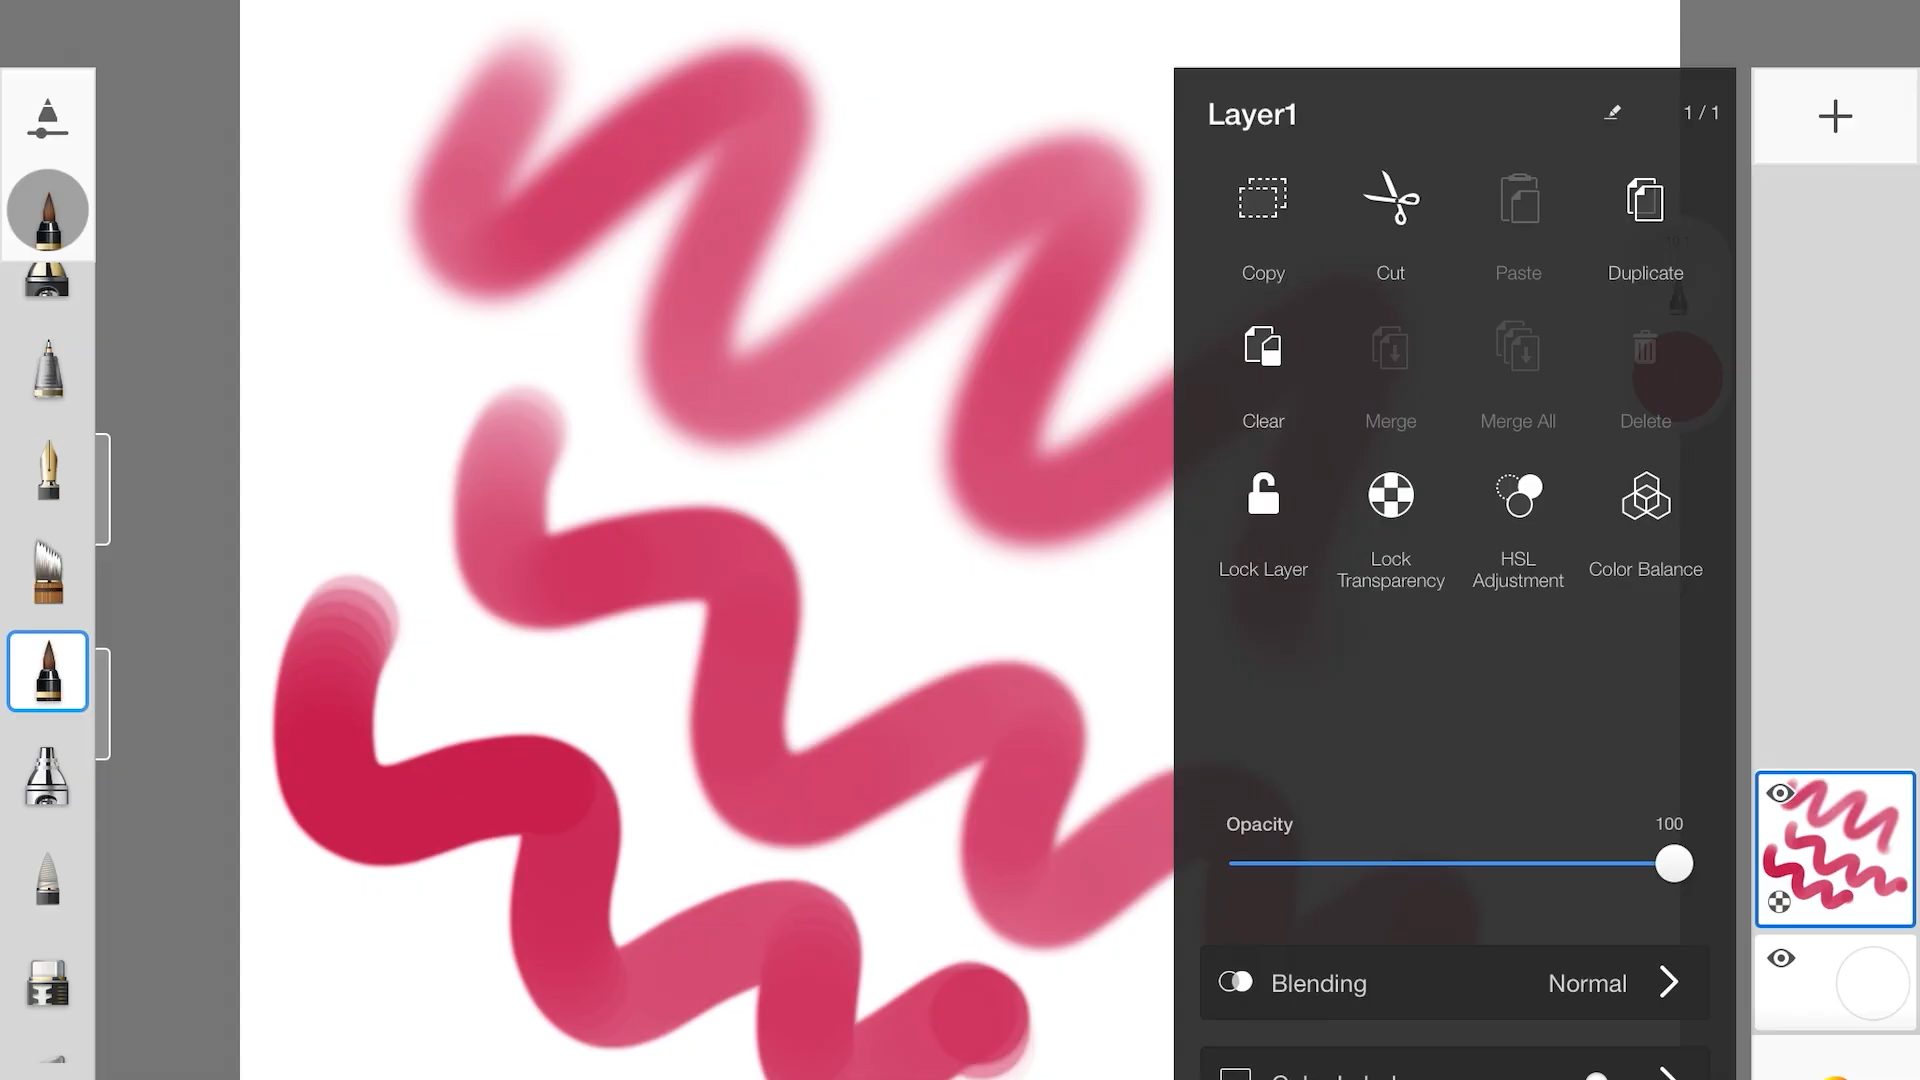 Layer1
1 / 1
Copy
Cut
Paste
Duplicate
Clear
Merge
Merge All
Delete
Lock Layer
Lock
Transparency
HSL
Adjustment
Color Balance
Opacity
100
Blending
Normal